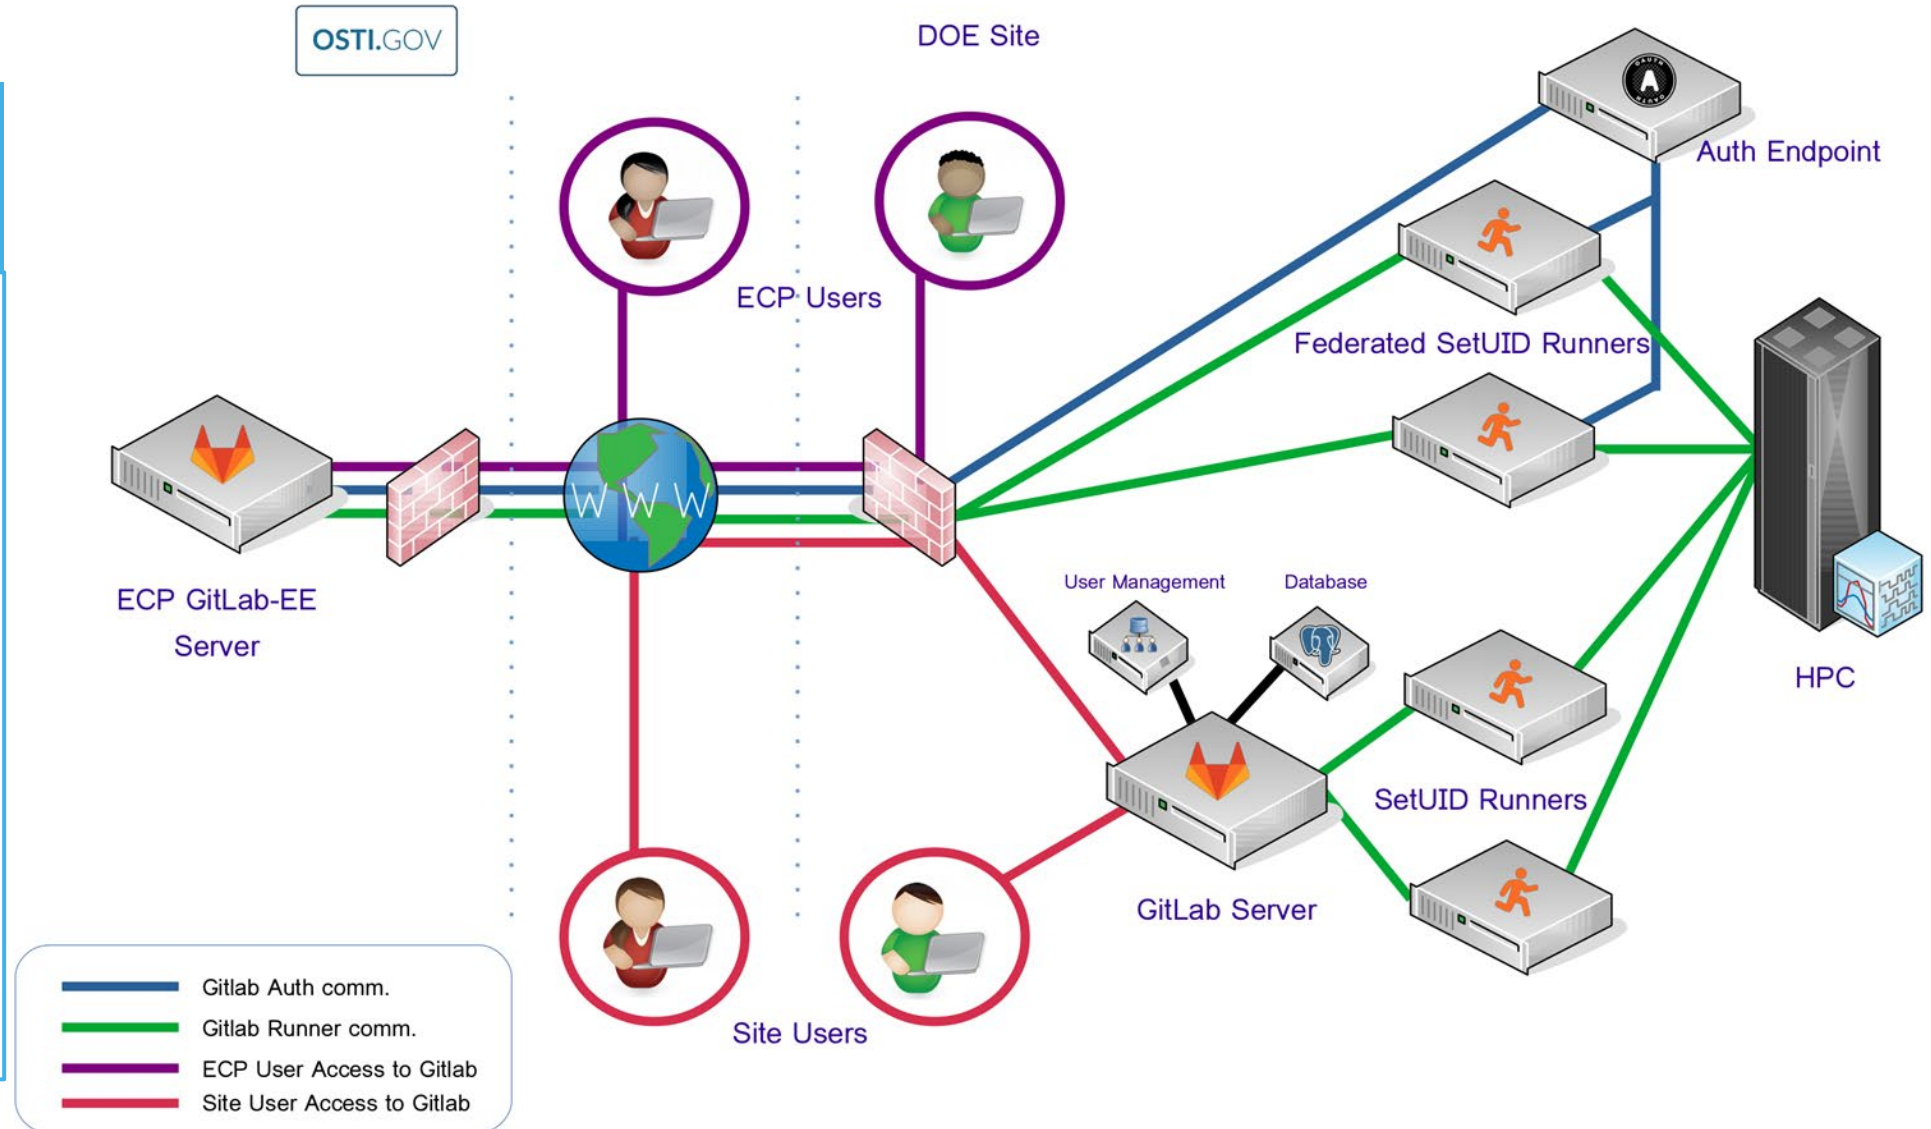 OSTI.GOV
DOE Site
OAUTH
A
OAUTH
Auth Endpoint
ECP Users
Federated SetUID Runners
W W W
ECP GitLab-EE
Server
User Management
Database
HPC
SetUID Runners
GitLab Server
Site Users
Gitlab Auth comm.
Gitlab Runner comm.
ECP User Access to Gitlab
Site User Access to Gitlab